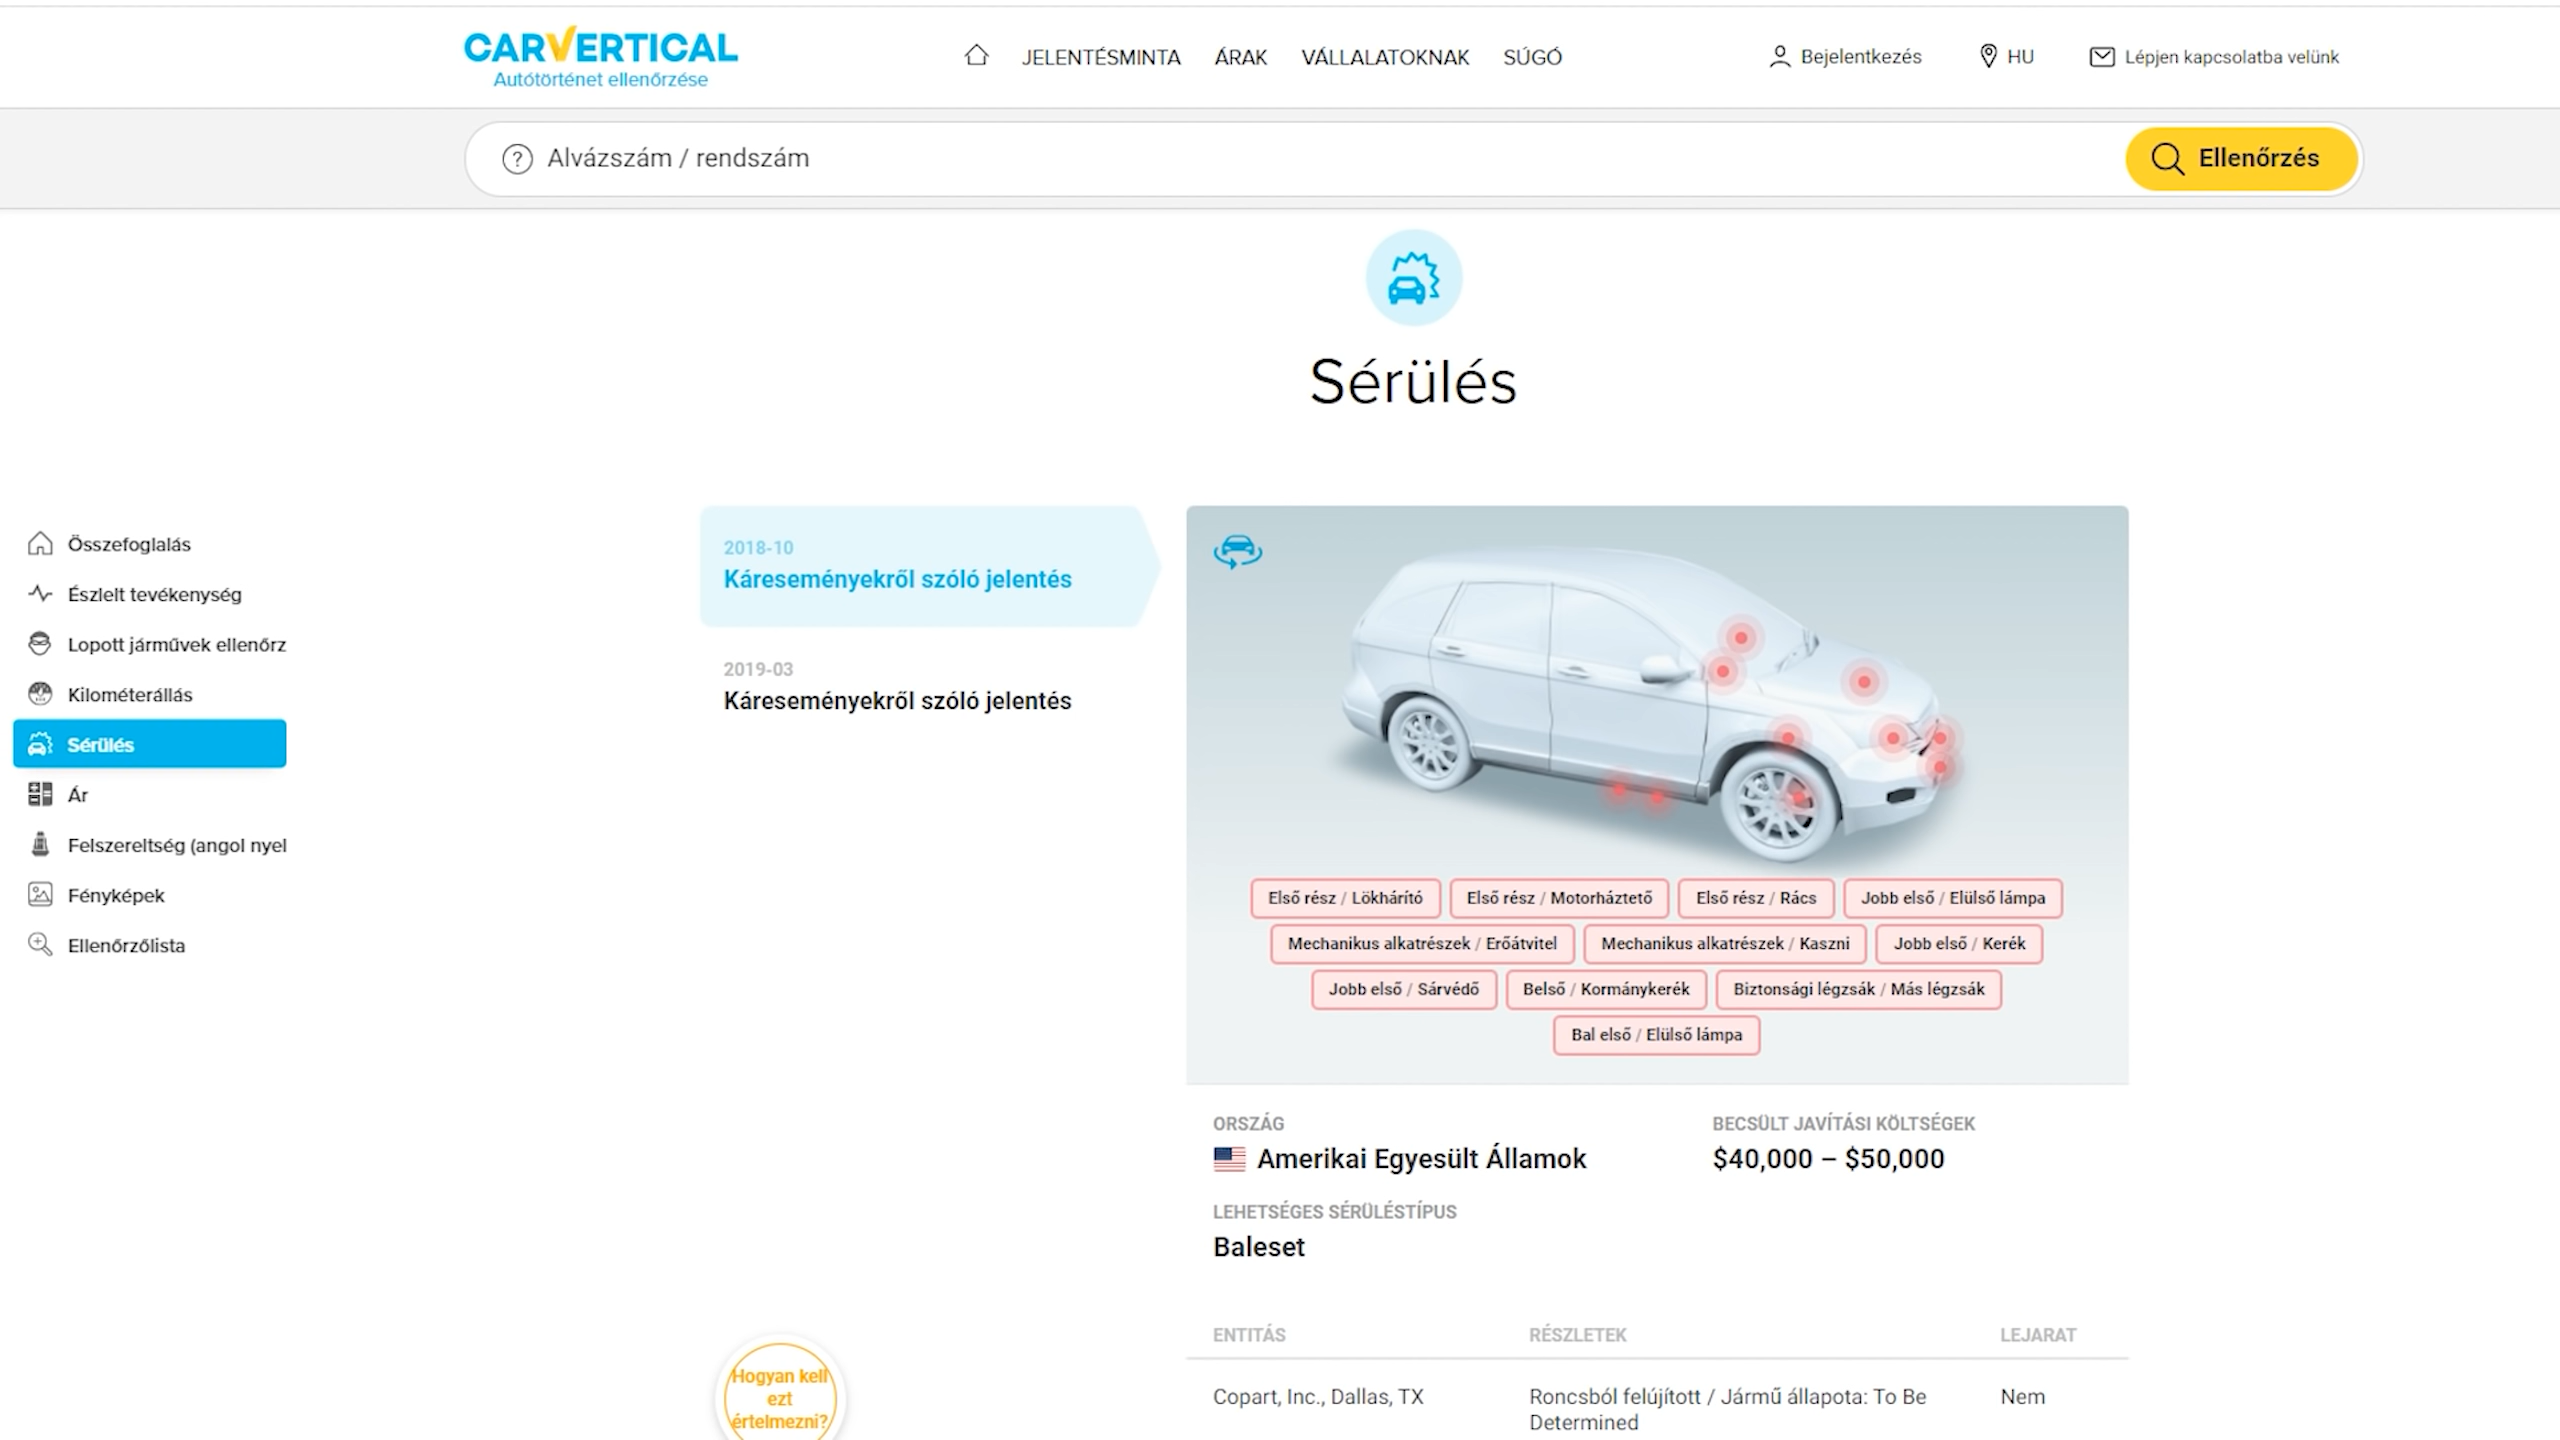 CARVERTICAL
Autótörténet ellenőrzése
JELENTÉSMINTA
ÁRAK
VÁLLALATOKNAK
SÚGÓ
Bejelentkezés
HU
Lépjen kapcsolatba velünk
? Alvázszám / rendszám
Ellenőrzés
Sérülés
Összefoglalás
Észlelt tevékenység
Lopott járművek ellenőrz
Kilométerállás
Sérülés
Ár
Felszereltség (angol nyel
Fényképek
Ellenőrzőlista
2018-10
Káreseményekről szóló jelentés
2019-03
Káreseményekről szóló jelentés
Első rész / Lökhárító
Első rész / Motorháztető
Első rész / Rács
Jobb első / Elülső lámpa
Mechanikus alkatrészek / Erőátvitel
Mechanikus alkatrészek / Kaszni
Jobb első / Kerék
Jobb első / Sárvédő
Belső / Kormánykerék
Biztonsági légzsák / Más légzsák
Bal első / Elülső lámpa
ORSZÁG
Amerikai Egyesült Államok
BECSÜLT JAVÍTÁSI KÖLTSÉGEK
$40,000 – $50,000
LEHETSÉGES SÉRÜLÉSTÍPUS
Baleset
ENTITÁS
RÉSZLETEK
LEJARAT
Copart, Inc., Dallas, TX
Roncsból felújított / Jármű állapota: To Be
Determined
Nem
Hogyan kell
ezt
értelmezni?